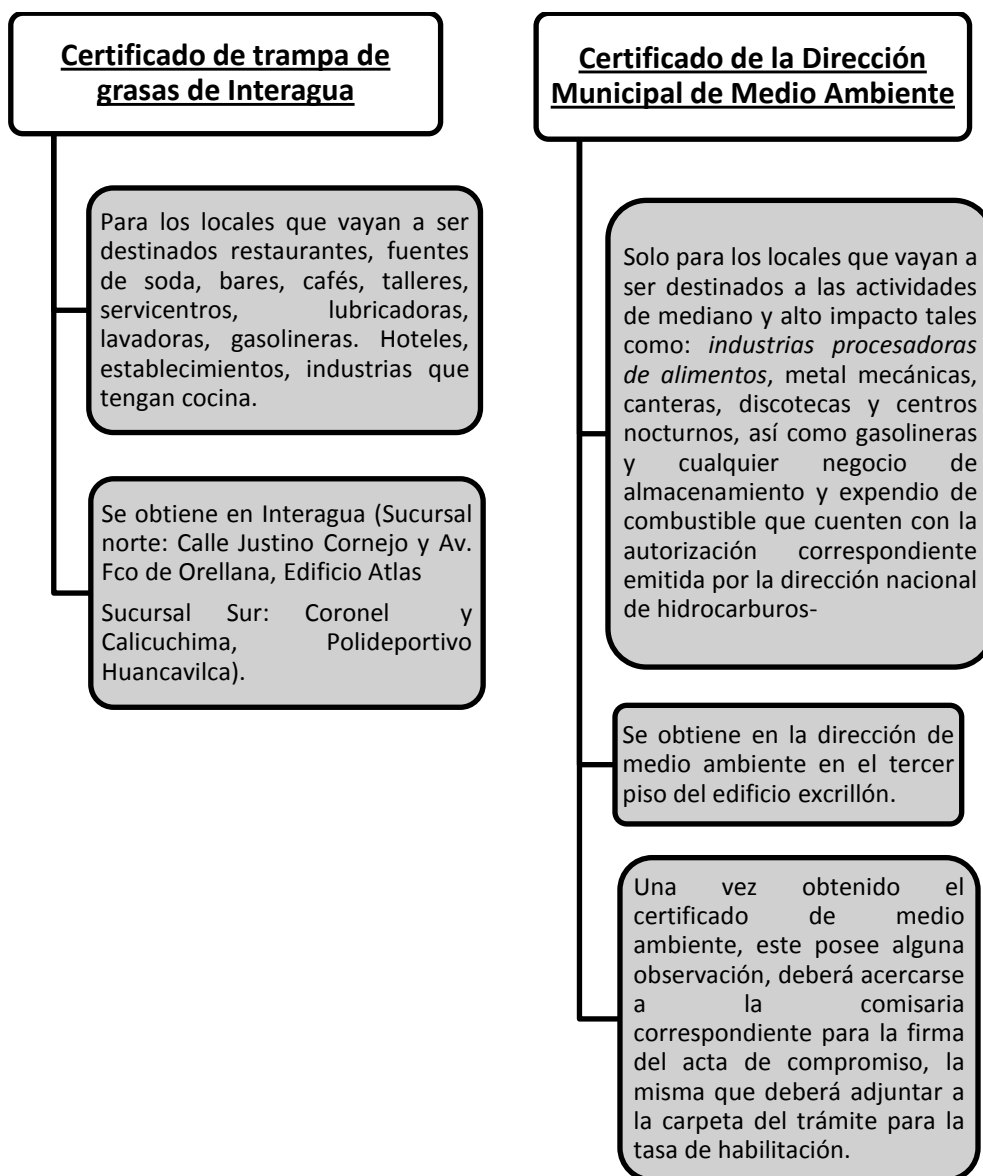 Certificado de trampa de
grasas de Interagua
Para los locales que vayan a ser
destinados restaurantes, fuentes
de soda, bares, cafés, talleres,
servicentros, lubricadoras,
lavadoras, gasolineras. Hoteles,
establecimientos, industrias que
tengan cocina.
Se obtiene en Interagua (Sucursal
norte: Calle Justino Cornejo y Av.
Fco de Orellana, Edificio Atlas
Sucursal Sur: Coronel y
Calicuchima, Polideportivo
Huancavilca).
Certificado de la Dirección
Municipal de Medio Ambiente
Solo para los locales que vayan a
ser destinados a las actividades
de mediano y alto impacto tales
como: industrias procesadoras
de alimentos, metal mecánicas,
canteras, discotecas y centros
nocturnos, así como gasolineras
y cualquier negocio de
almacenamiento y expendio de
combustible que cuenten con la
autorización correspondiente
emitida por la dirección nacional
de hidrocarburos-
Se obtiene en la dirección de
medio ambiente en el tercer
piso del edificio excrillón.
Una vez obtenido el
certificado de medio
ambiente, este posee alguna
observación, deberá acercarse
a la comisaria
correspondiente para la firma
del acta de compromiso, la
misma que deberá adjuntar a
la carpeta del trámite para la
tasa de habilitación.